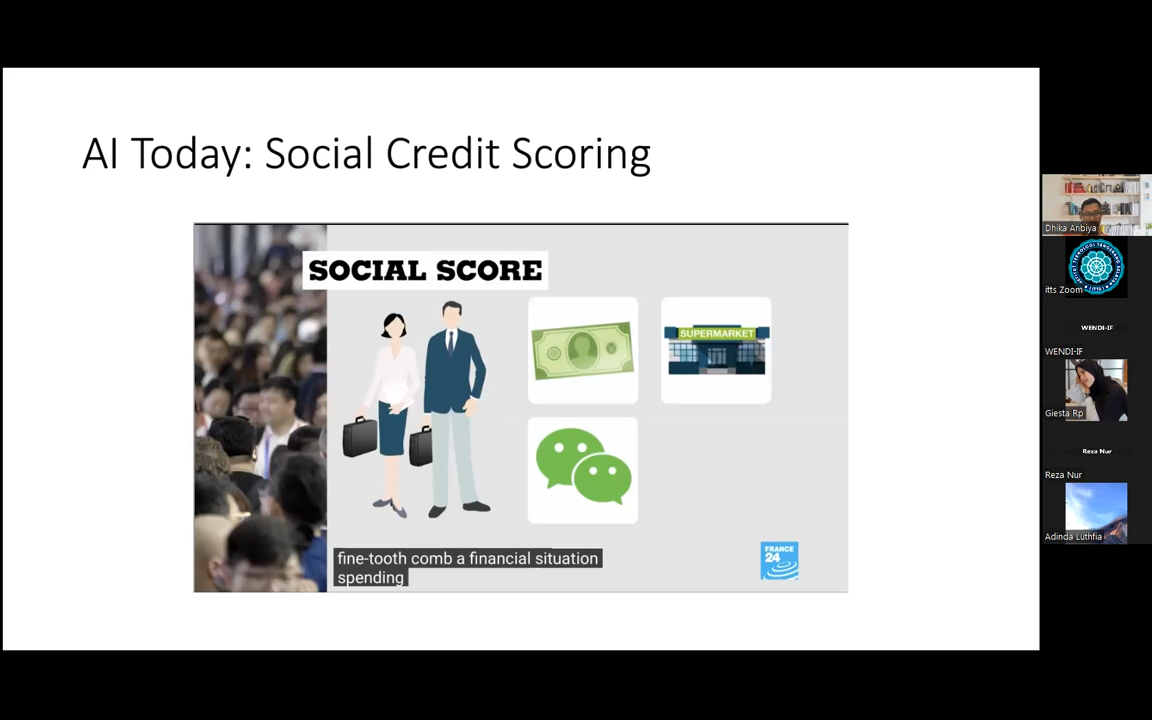 AI Today: Social Credit Scoring
SOCIAL SCORE
SUPERMARKET
fine-tooth comb a financial situation
spending
FRANCE
24
Dhika Anbiya
itts Zoom
WENDI-IF
WENDI-IF
Giesta Rp
Reza Nur
Reza Nur
Adinda Luthfia